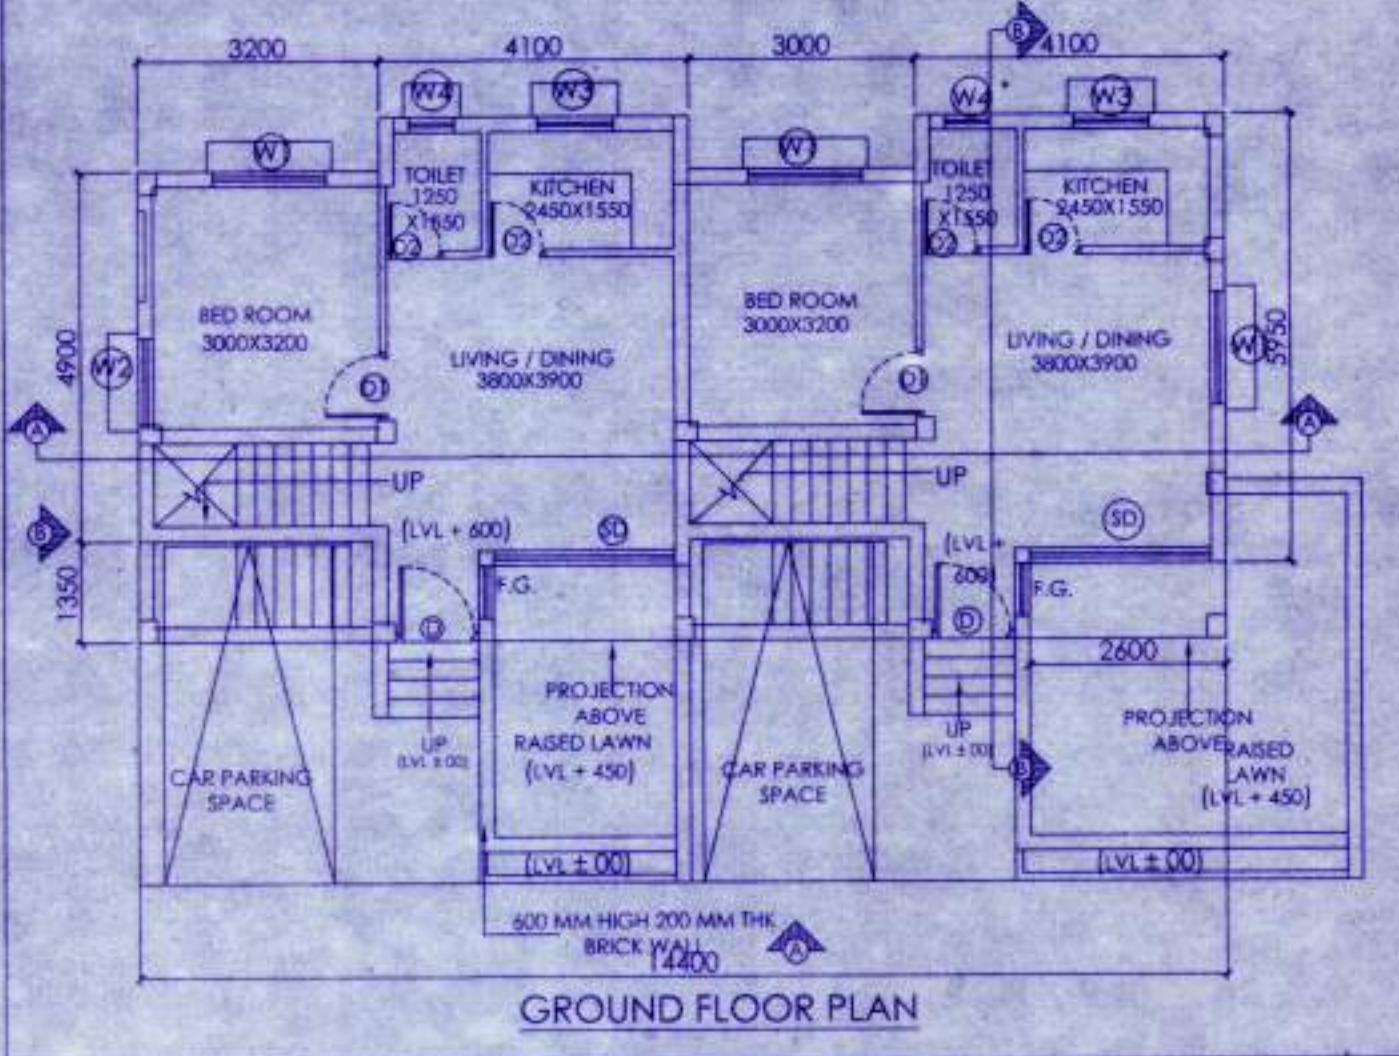 3200
4100
3000
B
4100
W4
W3
W4
W3
W1
W1
TOILET
1250
X1550
KITCHEN
2450X1550
TOILET
1250
X1550
KITCHEN
2450X1550
D2
D2
D2
D2
BED ROOM
3000X3200
LIVING / DINING
3800X3900
BED ROOM
3000X3200
LIVING / DINING
3800X3900
4900
W2
D1
D1
5950
A
A
UP
UP
B
(LVL + 600)
SD
(LVL +
600)
SD
1350
F.G.
F.G.
D
D
2600
PROJECTION
ABOVE
RAISED LAWN
(LVL + 450)
UP
(LVL ±00)
UP
(LVL ±00)
PROJECTION
ABOVE
RAISED
LAWN
(LVL + 450)
B
CAR PARKING
SPACE
CAR PARKING
SPACE
(LVL ± 00)
(LVL ± 00)
600 MM HIGH 200 MM THK
BRICK WALL
A
14400
GROUND FLOOR PLAN